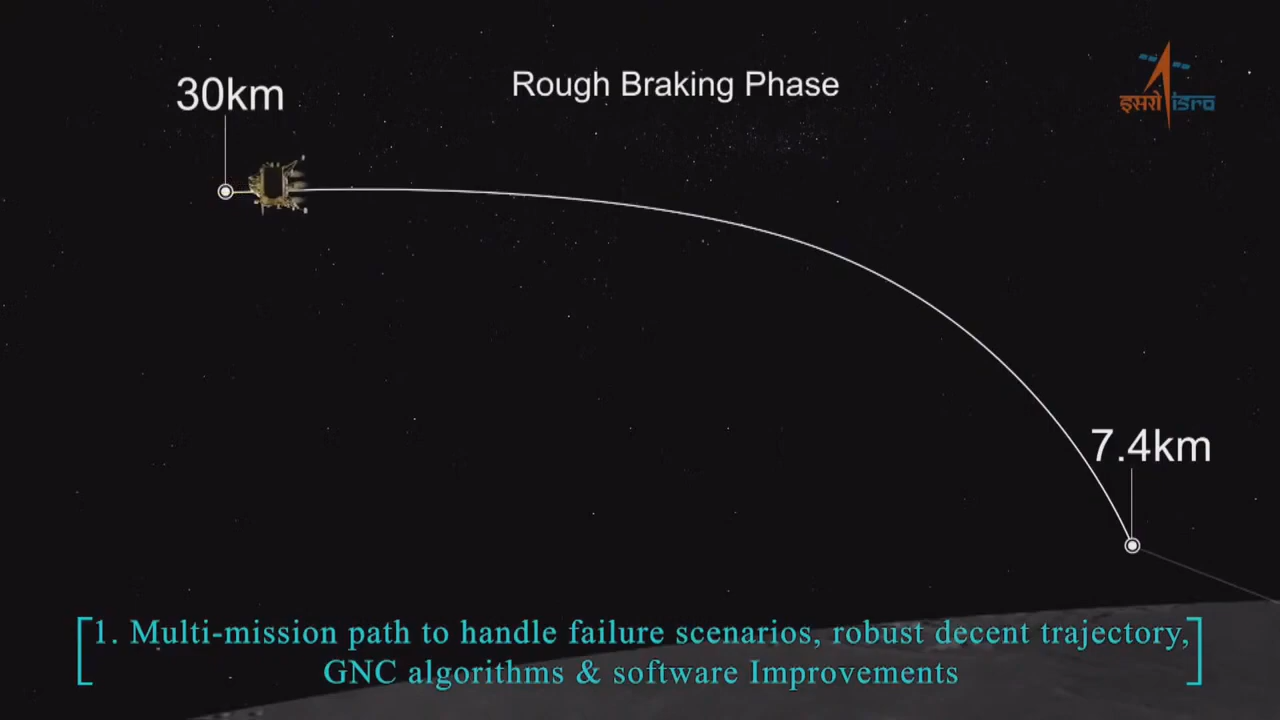 30km
Rough Braking Phase
इसरो isro
7.4km
1. Multi-mission path to handle failure scenarios, robust decent trajectory,
GNC algorithms & software Improvements